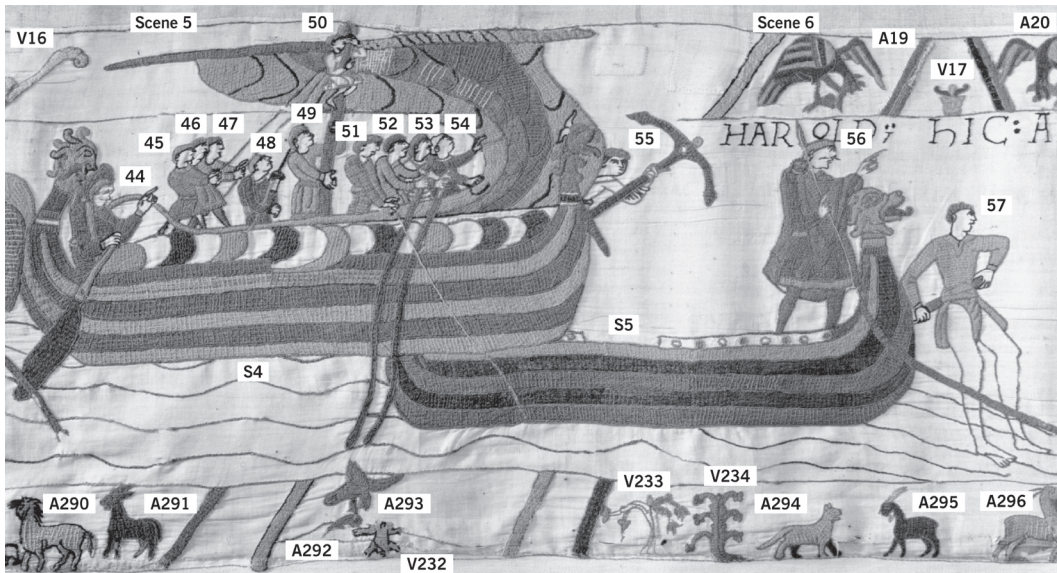 Scene 5
50
Scene 6
A20
V16
A19
V17
49
46
47
45
48
51
52
53
54
55
HAROLD: hIC: A
56
44
57
S5
S4
A290
A291
A293
V233
V234
A294
A295
A296
A292
V232